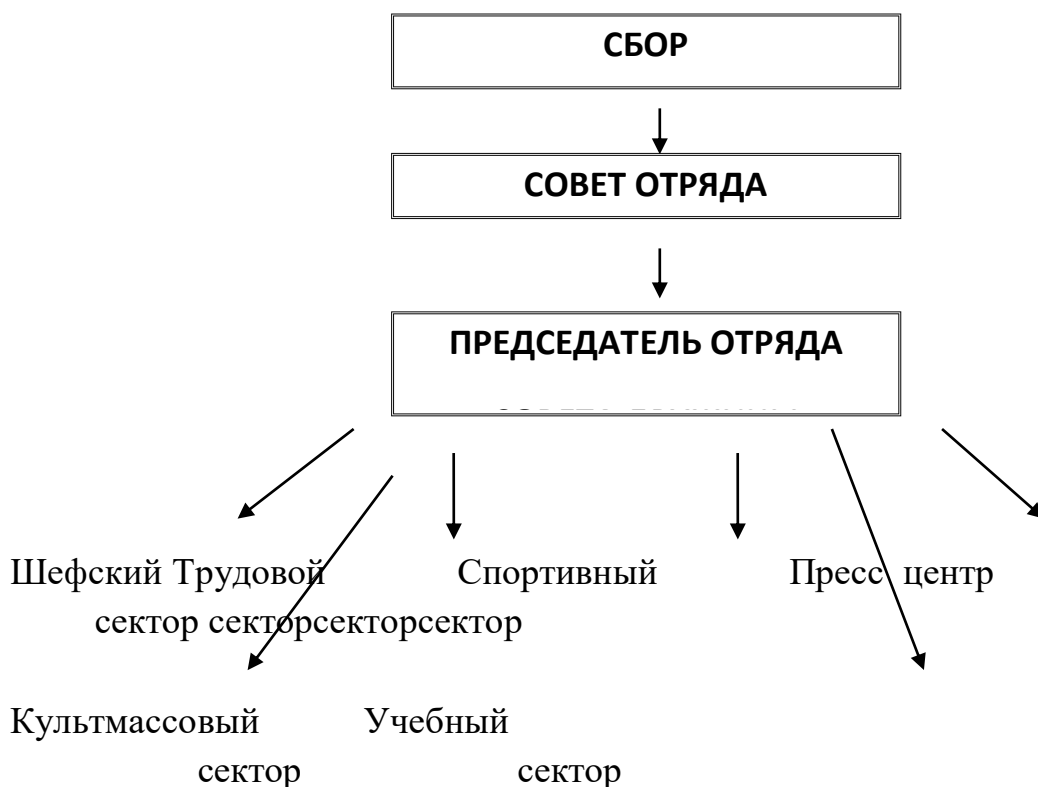 СБОР
СОВЕТ ОТРЯДА
ПРЕДСЕДАТЕЛЬ ОТРЯДА
Шефский Трудовой Спортивный Пресс центр
сектор секторсекторсектор
Культмассовый Учебный
сектор сектор